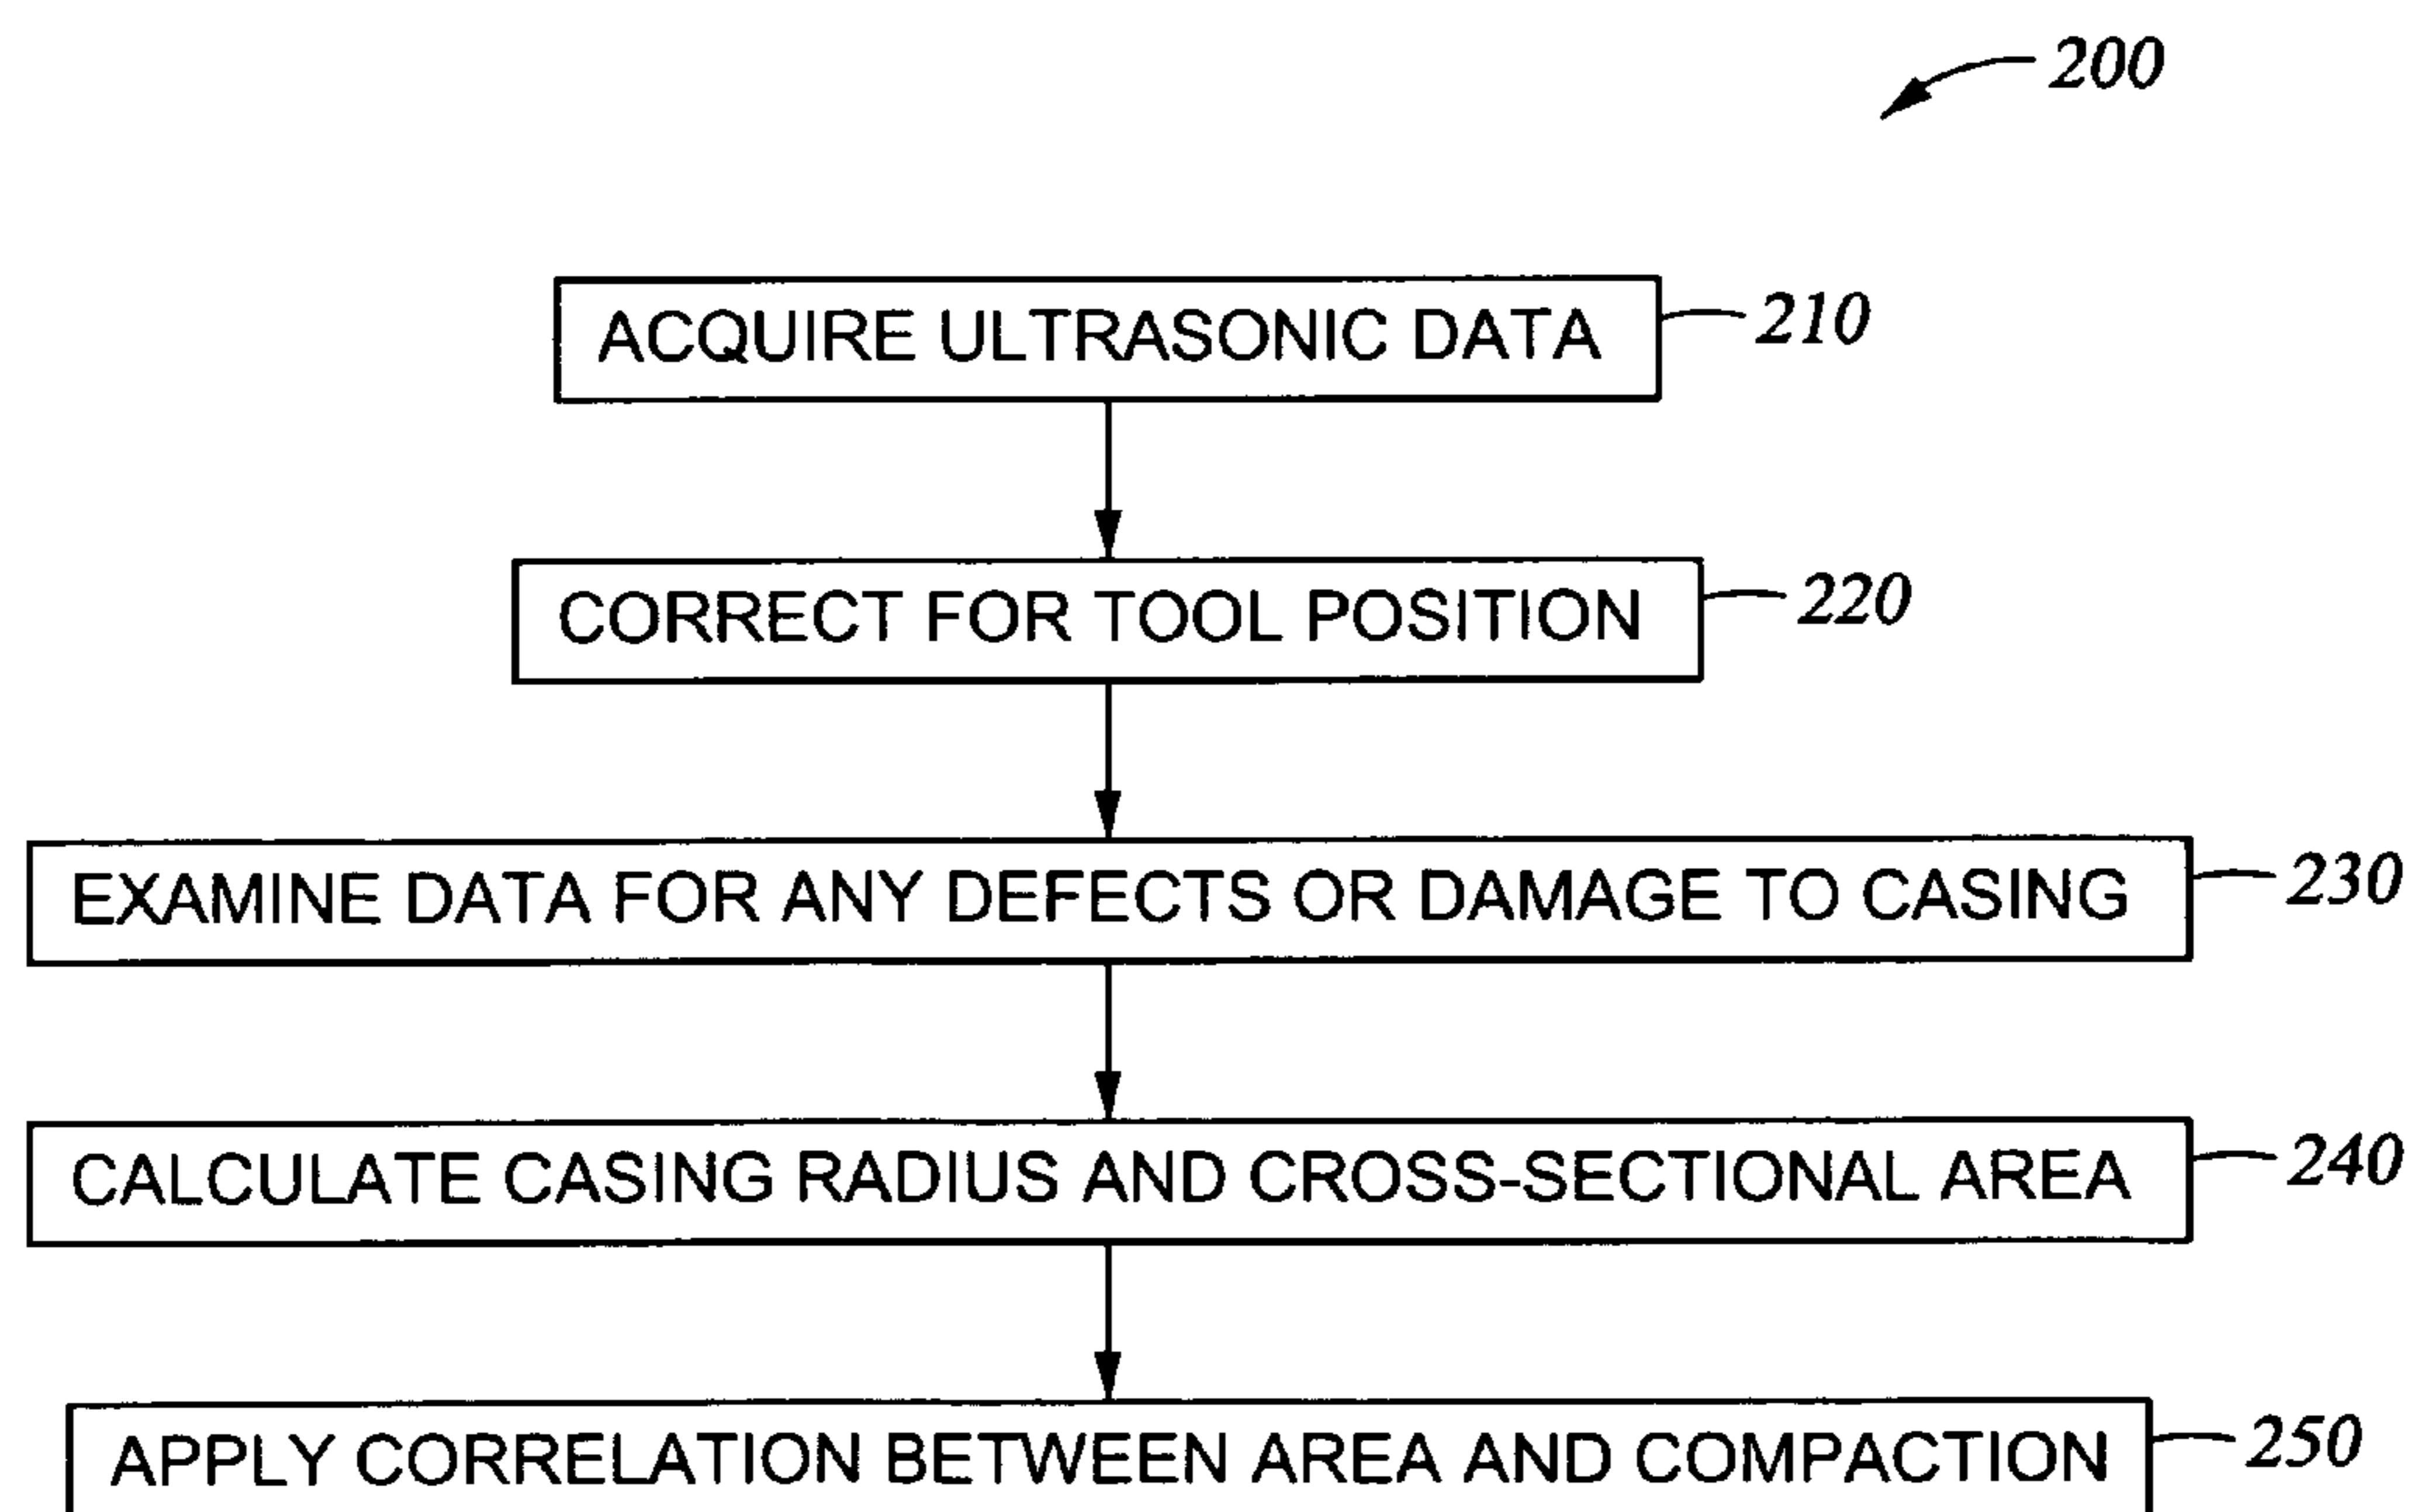 200
ACQUIRE ULTRASONIC DATA 210
CORRECT FOR TOOL POSITION 220
EXAMINE DATA FOR ANY DEFECTS OR DAMAGE TO CASING 230
CALCULATE CASING RADIUS AND CROSS-SECTIONAL AREA 240
APPLY CORRELATION BETWEEN AREA AND COMPACTION 250